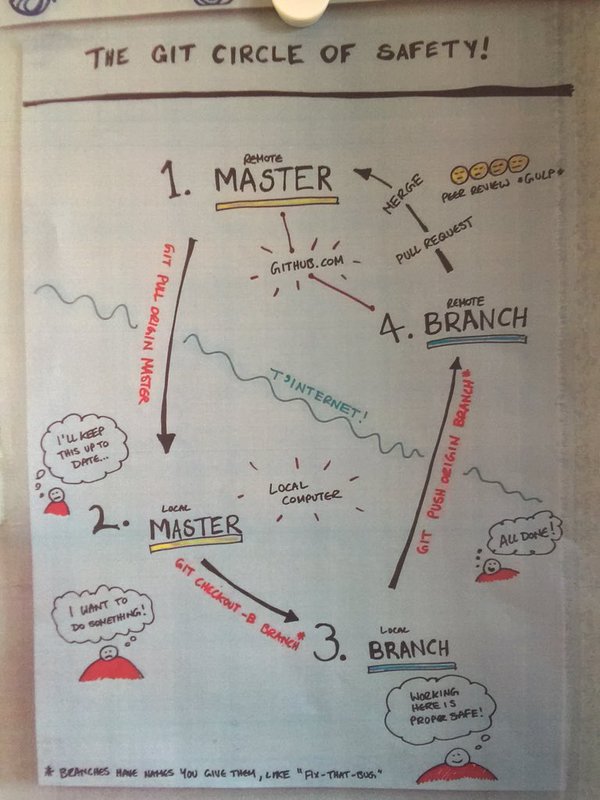 THE GIT CIRCLE OF SAFETY!
1. REMOTE
MASTER
MERGE
PEER REVIEW *GULP*
PULL REQUEST
GITHUB.COM
GIT PULL ORIGIN MASTER
REMOTE
4. BRANCH
T'INTERNET!
GIT PUSH ORIGIN BRANCH*
I'LL KEEP
THIS UP TO
DATE...
LOCAL
COMPUTER
2. LOCAL
MASTER
ALL DONE!
GIT CHECKOUT -B BRANCH*
I WANT TO
DO SOMETHING!
3. LOCAL
BRANCH
WORKING
HERE IS
PROPER SAFE!
* BRANCHES HAVE NAMES YOU GIVE THEM, LIKE "FIX-THAT-BUG"